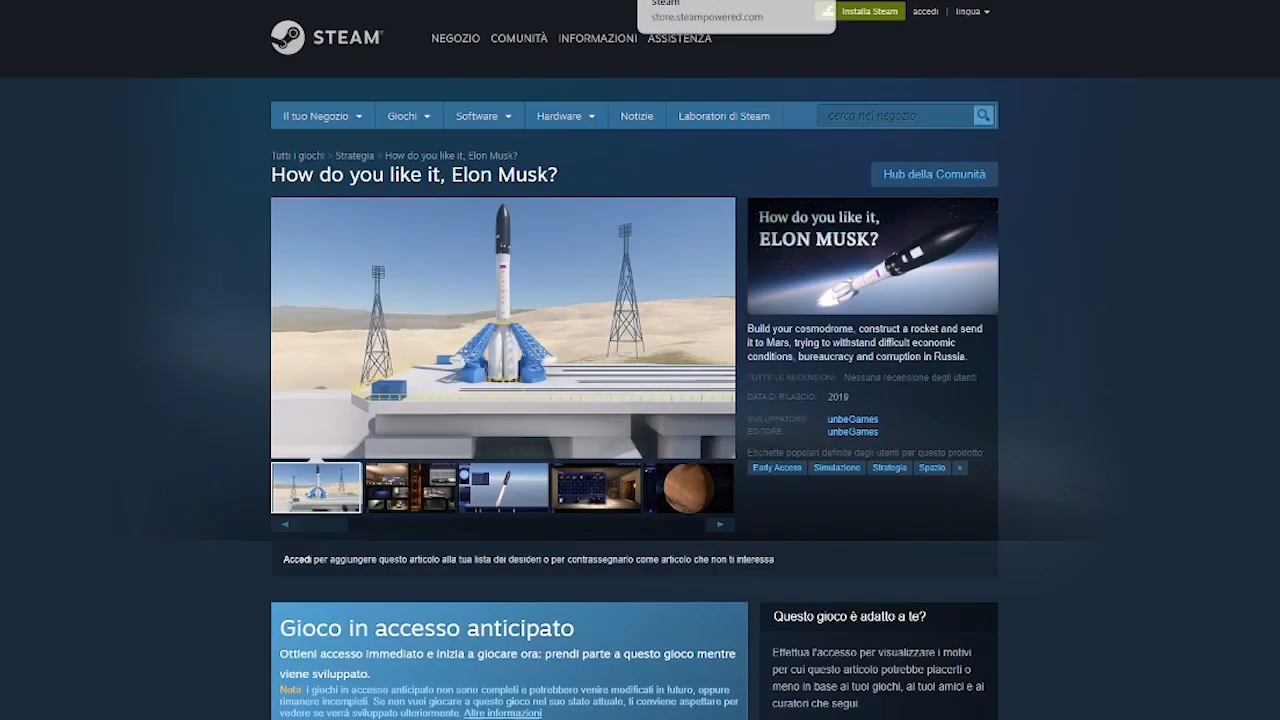 Steam
store.steampowered.com
Installa Steam
accedi
lingua
STEAM
NEGOZIO
COMUNITÀ
INFORMAZIONI
ASSISTENZA
Il tuo Negozio
Giochi
Software
Hardware
Notizie
Laboratori di Steam
cerca nel negozio
Tutti i giochi > Strategia > How do you like it, Elon Musk?
How do you like it, Elon Musk?
Hub della Comunità
How do you like it,
ELON MUSK?
Build your cosmodrome, construct a rocket and send
it to Mars, trying to withstand difficult economic
conditions, bureaucracy and corruption in Russia.
TUTTE LE RECENSIONI: Nessuna recensione degli utenti
DATA DI RILASCIO: 2019
SVILUPPATORE: unbeGames
EDITORE: unbeGames
Etichette popolari definite dagli utenti per questo prodotto:
Early Access
Simulazione
Strategia
Spazio
+
Accedi per aggiungere questo articolo alla tua lista dei desideri o per contrassegnarlo come articolo che non ti interessa
Gioco in accesso anticipato
Ottieni accesso immediato e inizia a giocare ora: prendi parte a questo gioco mentre
viene sviluppato.
Nota: i giochi in accesso anticipato non sono completi e potrebbero venire modificati in futuro, oppure
rimanere incompleti. Se non vuoi giocare a questo gioco nel suo stato attuale, ti conviene aspettare per
vedere se verrà sviluppato ulteriormente. Altre informazioni
Questo gioco è adatto a te?
Effettua l'accesso per visualizzare i motivi
per cui questo articolo potrebbe piacerti o
meno in base ai tuoi giochi, ai tuoi amici e ai
curatori che segui.